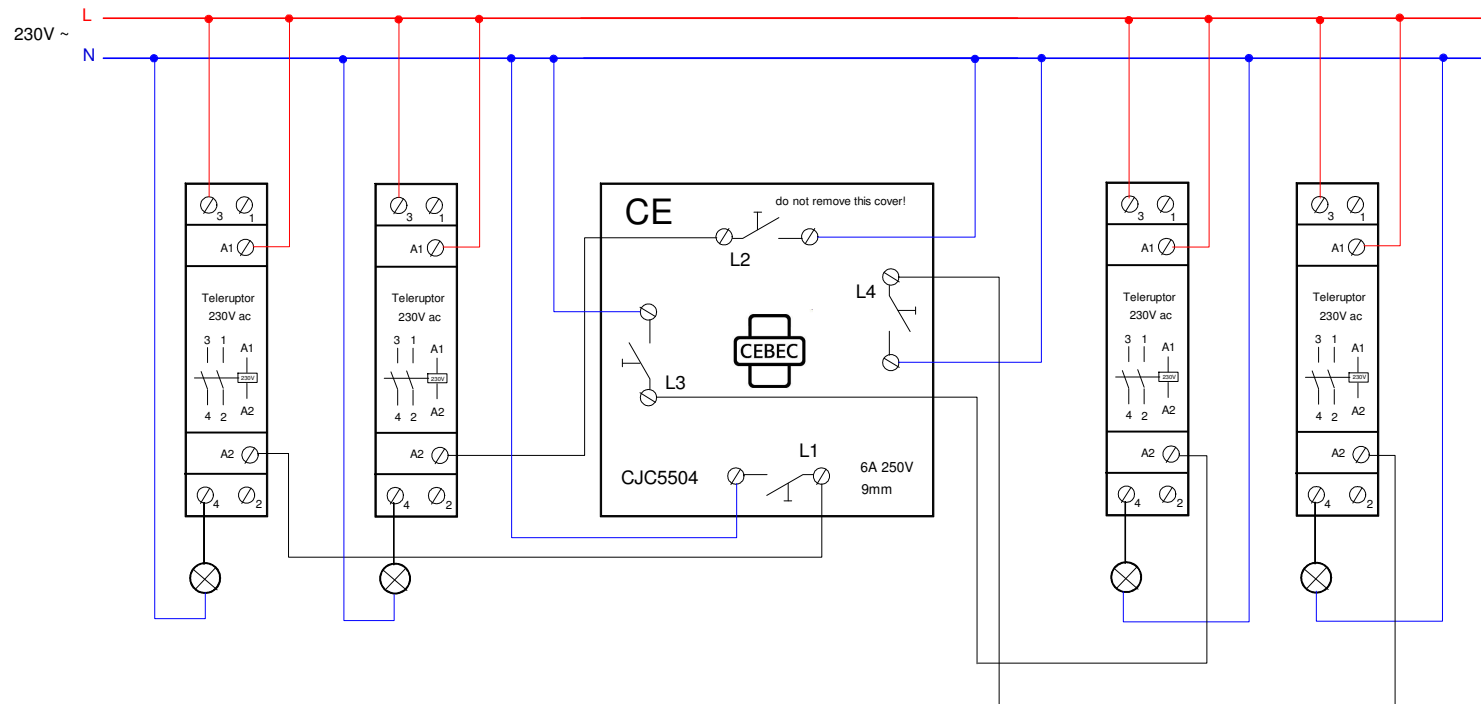 L
230V ~
N
3 1
A1
Teleruptor
230V ac
3 1 A1
230V
4 2 A2
A2
4 2
3 1
A1
Teleruptor
230V ac
3 1 A1
230V
4 2 A2
A2
4 2
CE
do not remove this cover!
L2
L4
CEBEC
L3
L1
CJC5504
6A 250V
9mm
3 1
A1
Teleruptor
230V ac
3 1 A1
230V
4 2 A2
A2
4 2
3 1
A1
Teleruptor
230V ac
3 1 A1
230V
4 2 A2
A2
4 2